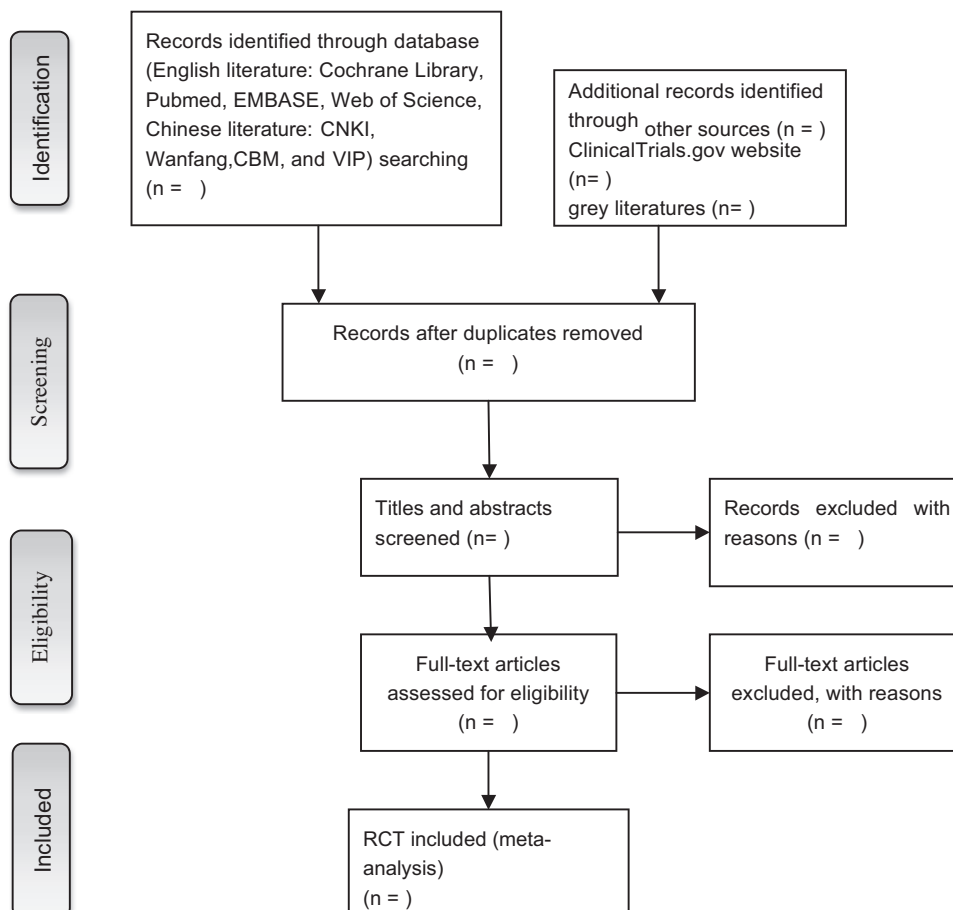 Identification
Records identified through database
(English literature: Cochrane Library,
Pubmed, EMBASE, Web of Science,
Chinese literature: CNKI,
Wanfang,CBM, and VIP) searching
(n =   )
Additional records identified
through other sources (n = )
ClinicalTrials.gov website
(n= )
grey literatures (n= )
Screening
Records after duplicates removed
(n =   )
Titles and abstracts
screened (n= )
Records excluded with
reasons (n =   )
Eligibility
Full-text articles
assessed for eligibility
(n =   )
Full-text articles
excluded, with reasons
(n =   )
Included
RCT included (meta-
analysis)
(n = )